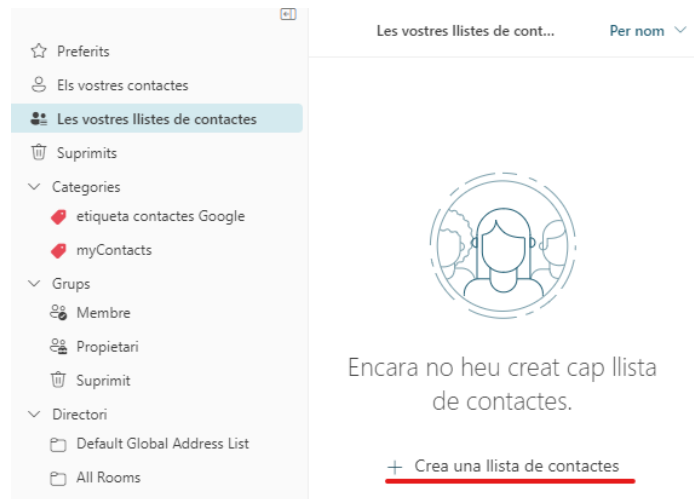 Preferits
Els vostres contactes
Les vostres llistes de contactes
Suprimits
Categories
etiqueta contactes Google
myContacts
Grups
Membre
Propietari
Suprimit
Directori
Default Global Address List
All Rooms
Les vostres llistes de cont... Per nom
Encara no heu creat cap llista
de contactes.
+ Crea una llista de contactes